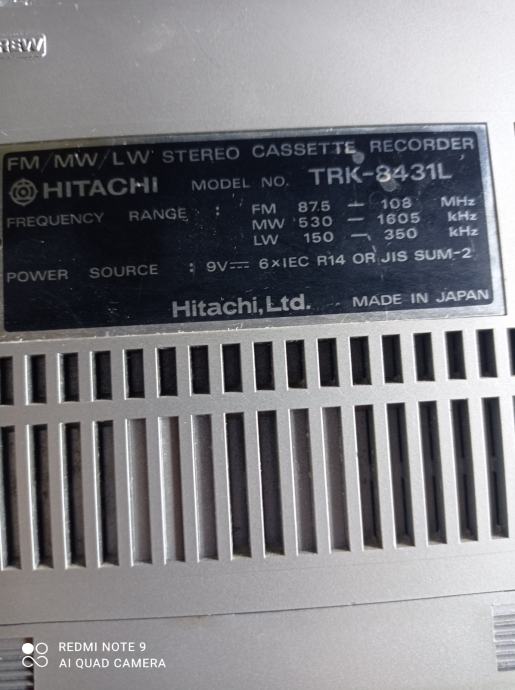 FM/MW/LW STEREO CASSETTE RECORDER
HITACHI MODEL NO. TRK-8431L
FREQUENCY RANGE : FM 87.5 — 108 MHz
MW 530 — 1605 kHz
LW 150 — 350 kHz
POWER SOURCE : 9V⎓ 6×IEC R14 OR JIS SUM-2
Hitachi, Ltd. MADE IN JAPAN
REDMI NOTE 9
AI QUAD CAMERA